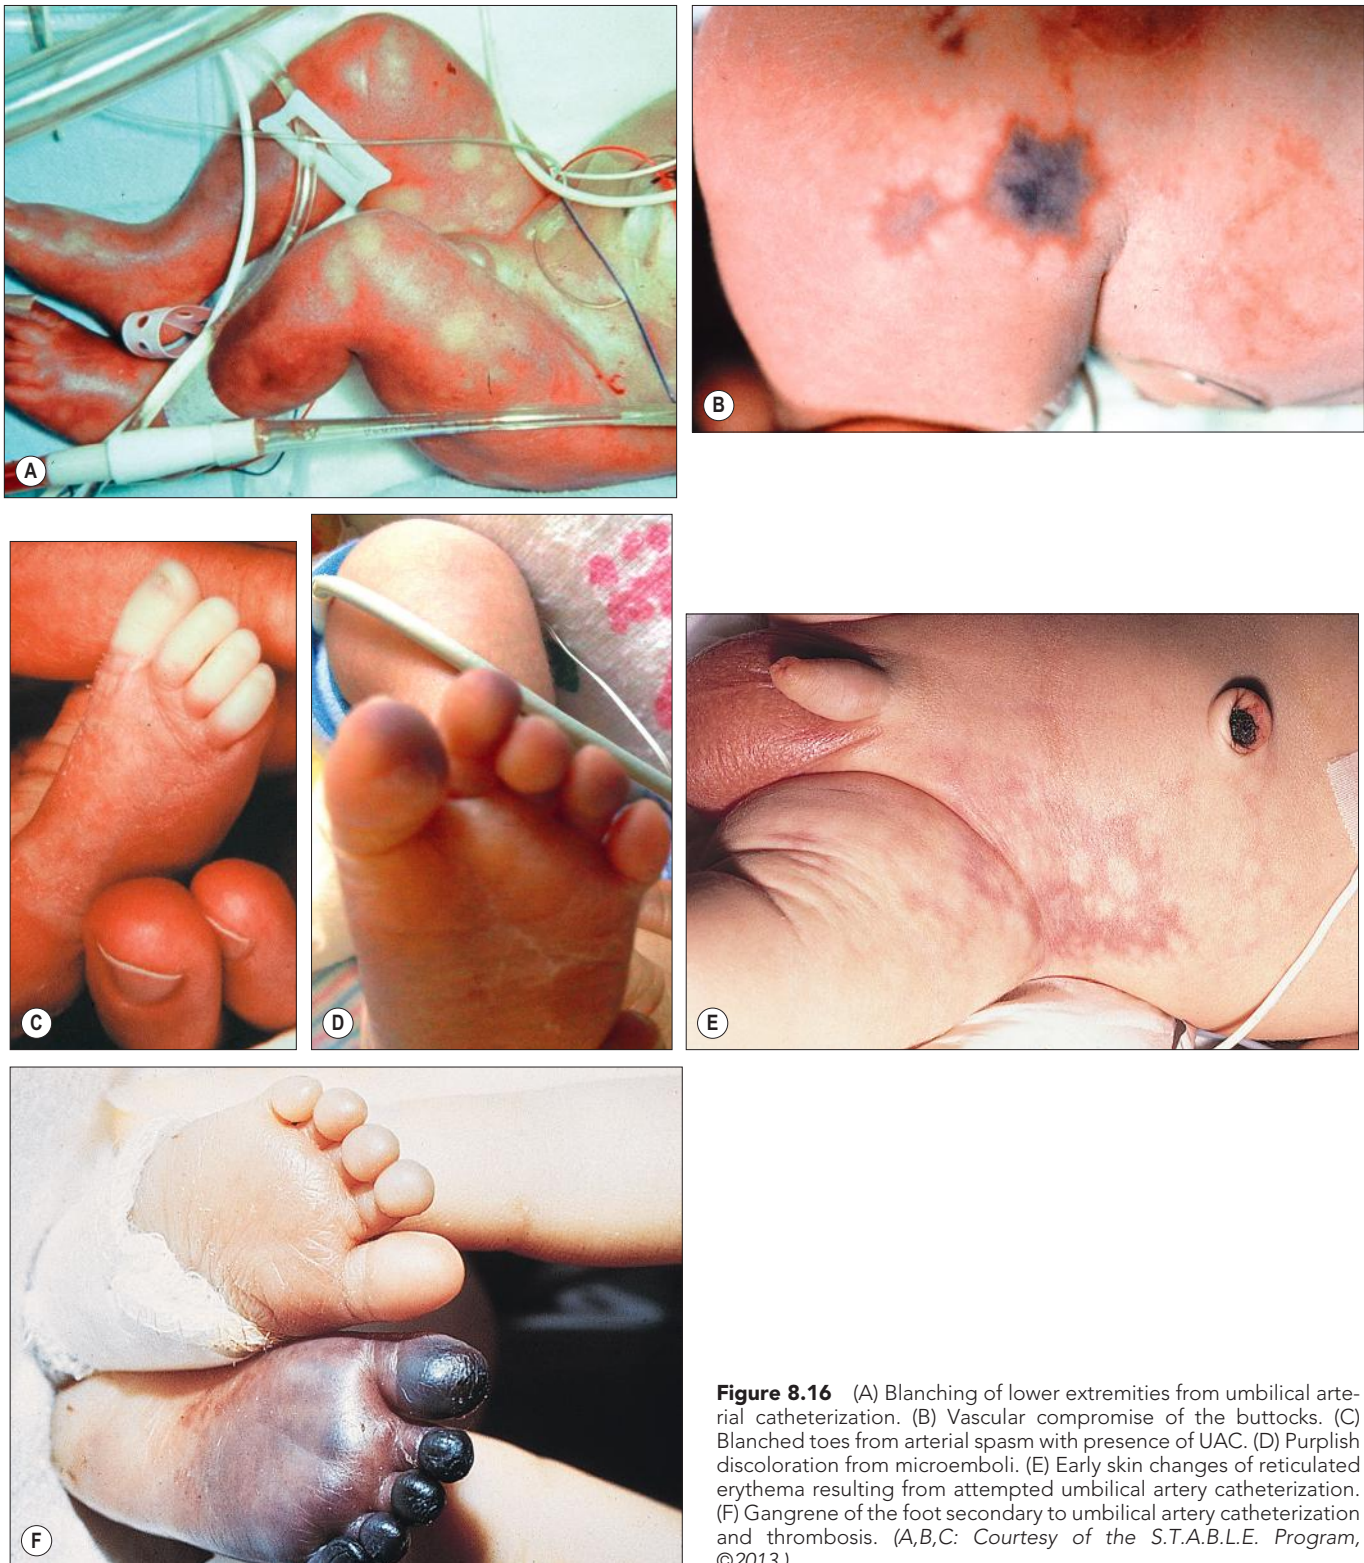 A
B
C
D
E
F
Figure 8.16 (A) Blanching of lower extremities from umbilical arte-
rial catheterization. (B) Vascular compromise of the buttocks. (C)
Blanched toes from arterial spasm with presence of UAC. (D) Purplish
discoloration from microemboli. (E) Early skin changes of reticulated
erythema resulting from attempted umbilical artery catheterization.
(F) Gangrene of the foot secondary to umbilical artery catheterization
and thrombosis. (A,B,C: Courtesy of the S.T.A.B.L.E. Program,
©2013.)